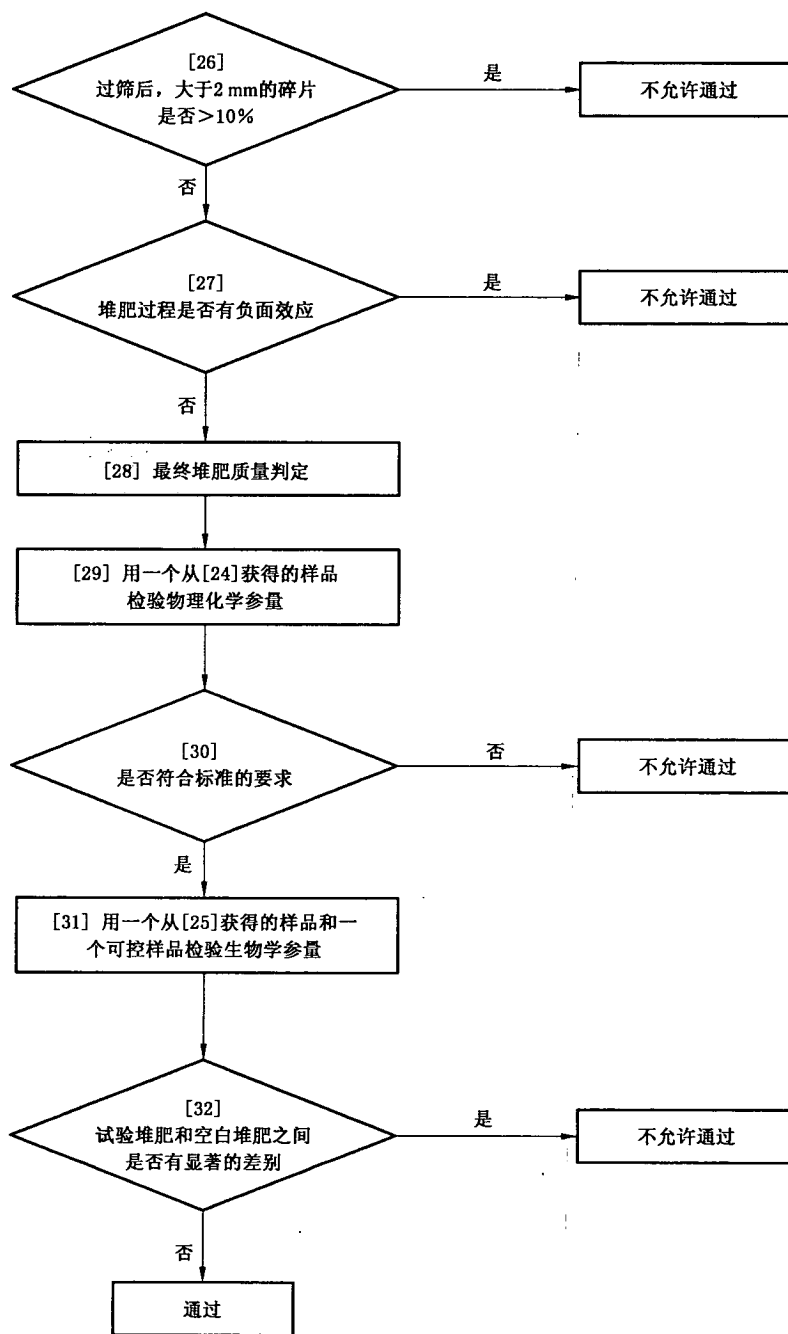 [26]
过筛后，大于2 mm的碎片
是否>10%
是
不允许通过
否
[27]
堆肥过程是否有负面效应
是
不允许通过
否
[28] 最终堆肥质量判定
[29] 用一个从[24]获得的样品
检验物理化学参量
[30]
是否符合标准的要求
否
不允许通过
是
[31] 用一个从[25]获得的样品和一
个可控样品检验生物学参量
[32]
试验堆肥和空白堆肥之间
是否有显著的差别
是
不允许通过
否
通过